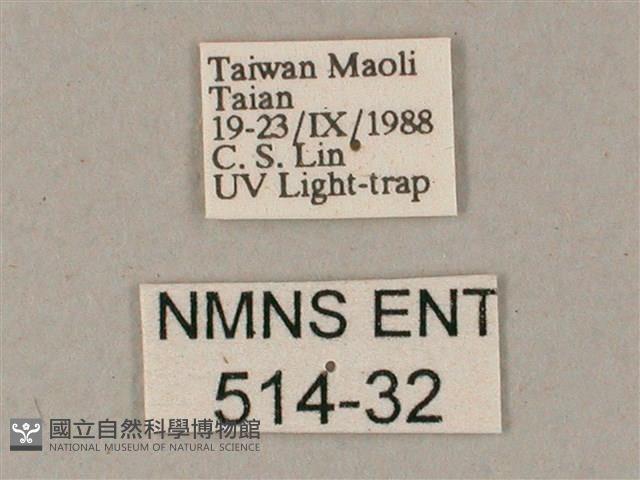 Taiwan Maoli
Taian
19-23/IX/1988
C. S. Lin
UV Light-trap
NMNS ENT
514-32
國立自然科學博物館
NATIONAL MUSEUM OF NATURAL SCIENCE